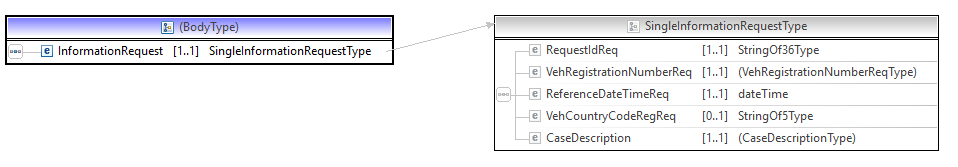 (BodyType)
InformationRequest [1..1] SingleInformationRequestType
SingleInformationRequestType
RequestIdReq [1..1] StringOf36Type
VehRegistrationNumberReq [1..1] (VehRegistrationNumberReqType)
ReferenceDateTimeReq [1..1] dateTime
VehCountryCodeRegReq [0..1] StringOf5Type
CaseDescription [1..1] (CaseDescriptionType)